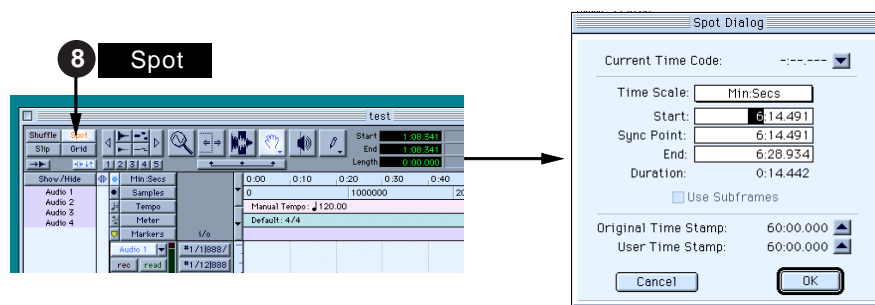 8 Spot
test
Shuffle Spot
Slip Grid
1 2 3 4 5
Start 1:08.341
End 1:08.341
Length 0:00.000
Show/Hide
Audio 1
Audio 2
Audio 3
Audio 4
Min:Secs 0:00 0:10 0:20 0:30 0:40
Samples 0 1000000 20
Tempo Manual Tempo: ♩120.00
Meter Default: 4/4
Markers i/o
Audio 1
rec read
Spot Dialog
Current Time Code: -:--.---
Time Scale: Min:Secs
Start: 6:14.491
Sync Point: 6:14.491
End: 6:28.934
Duration: 0:14.442
Use Subframes
Original Time Stamp: 60:00.000
User Time Stamp: 60:00.000
Cancel OK